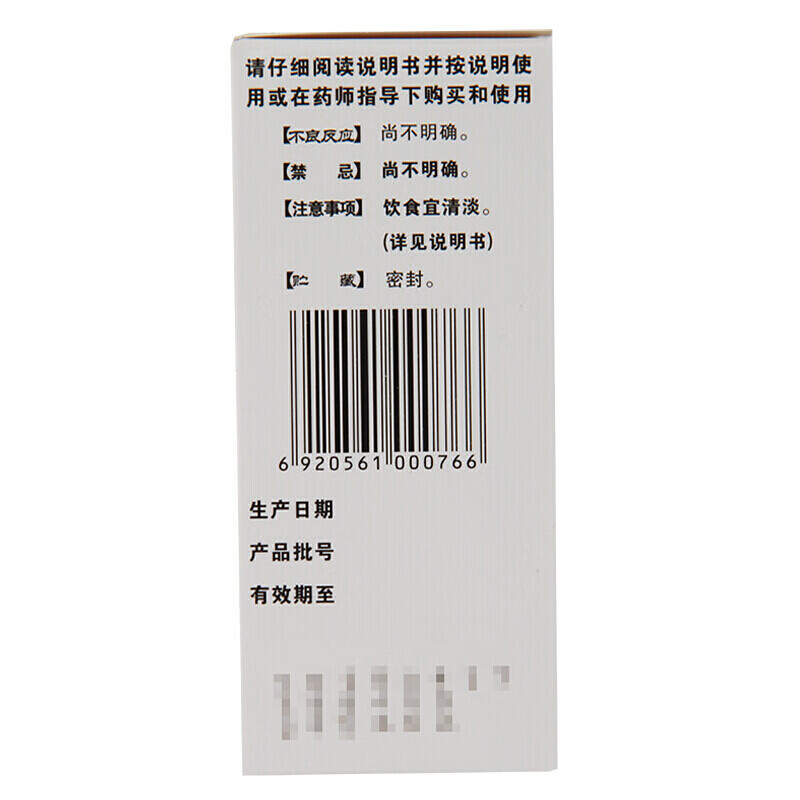 请仔细阅读说明书并按说明使
用或在药师指导下购买和使用
【不良反应】尚不明确。
【禁 忌】尚不明确。
【注意事项】饮食宜清淡。
(详见说明书)
【贮 藏】密封。
6 920561 000766
生产日期
产品批号
有效期至